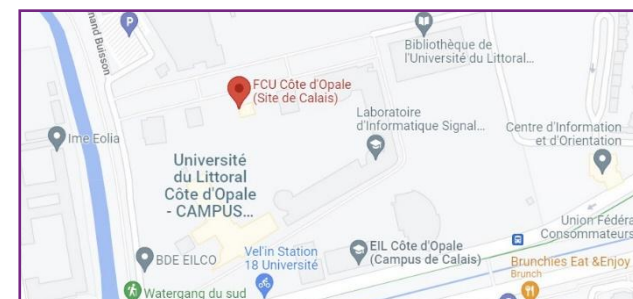 nand Buisson
P
Bibliothèque de
l'Université du Littoral...
FCU Côte d'Opale
(Site de Calais)
Laboratoire
d'Informatique Signal...
Centre d'Information
et d'Orientation
Ime Eolia
Université
du Littoral
Côte d'Opale
- CAMPUS...
Union Fédéra
Consommateurs
BDE EILCO
Vel'in Station
18 Université
EIL Côte d'Opale
(Campus de Calais)
Brunchies Eat &Enjoy
Brunch
Watergang du sud